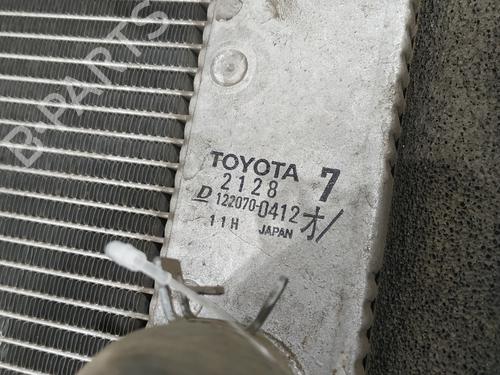 B-PARTS
TOYOTA 7
2128
D 122070-0412 オ/
11H JAPAN